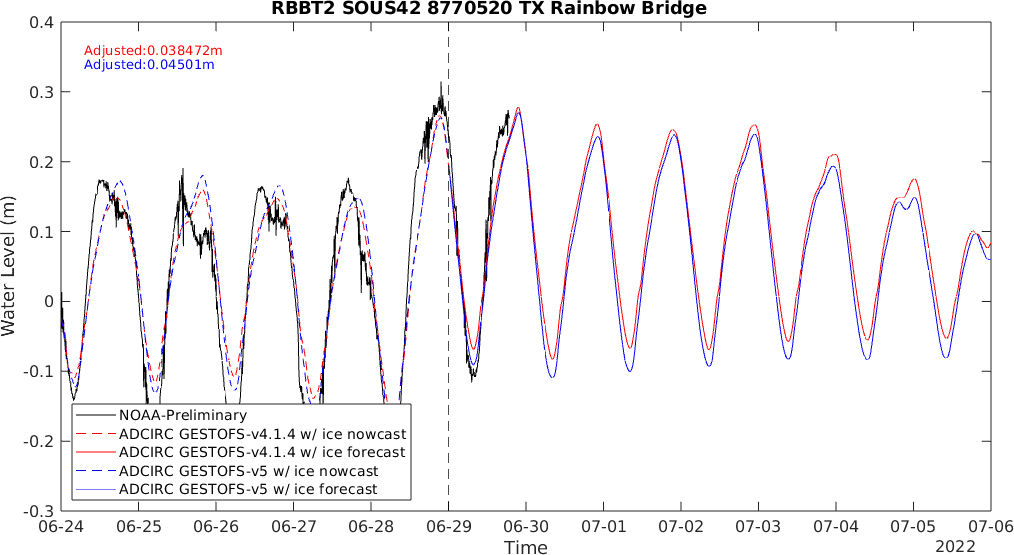 RBBT2 SOUS42 8770520 TX Rainbow Bridge
Adjusted:0.038472m
Adjusted:0.04501m
0.4
0.3
0.2
0.1
0
-0.1
-0.2
-0.3
Water Level (m)
NOAA-Preliminary
ADCIRC GESTOFS-v4.1.4 w/ ice nowcast
ADCIRC GESTOFS-v4.1.4 w/ ice forecast
ADCIRC GESTOFS-v5 w/ ice nowcast
ADCIRC GESTOFS-v5 w/ ice forecast
06-24 06-25 06-26 06-27 06-28 06-29 06-30 07-01 07-02 07-03 07-04 07-05 07-06
Time
2022